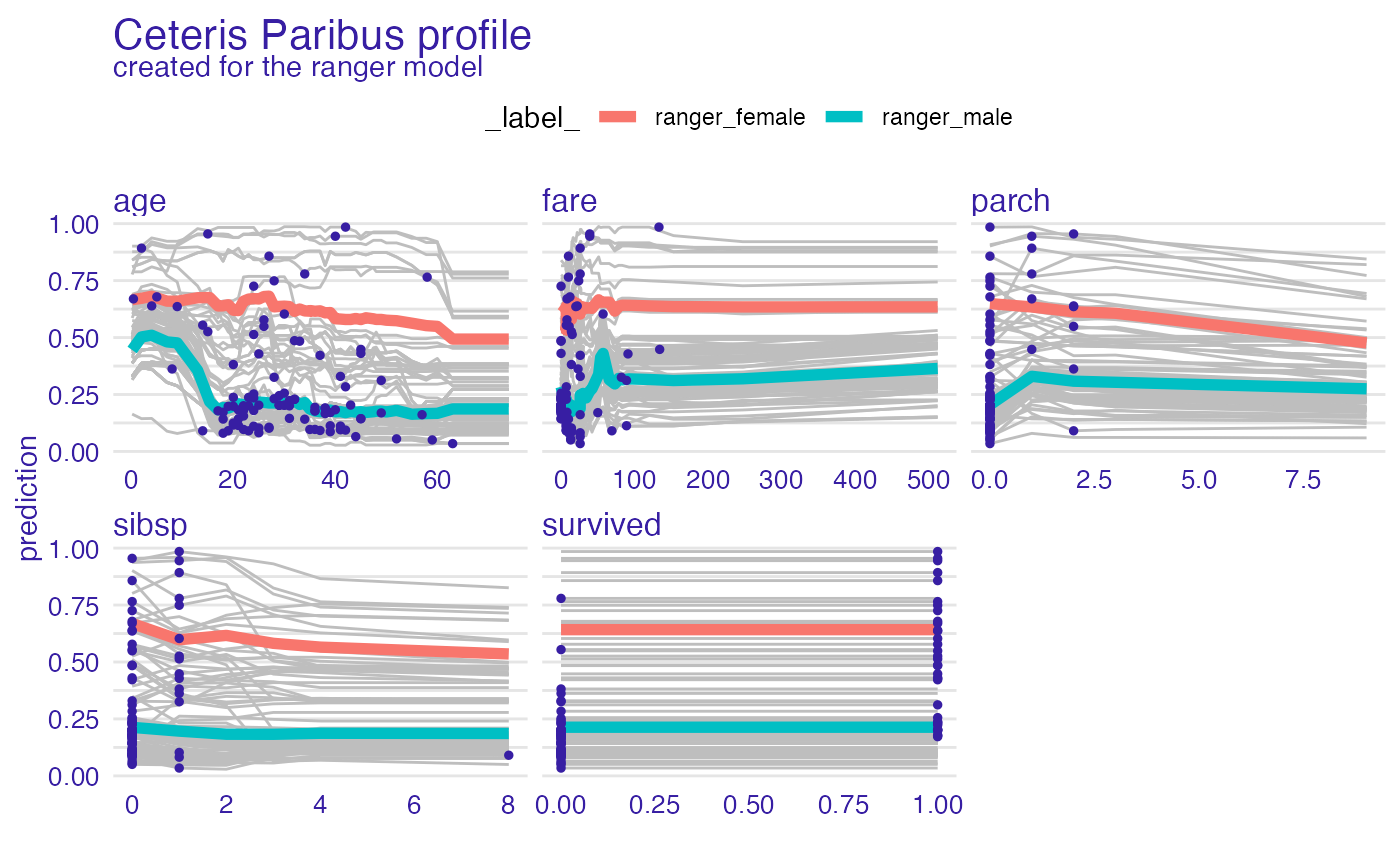 Ceteris Paribus profile
created for the ranger model
_label_ ranger_female ranger_male
age fare parch
1.00
0.75
0.50
0.25
0.00
0 20 40 60 0 100 200 300 400 500 0.0 2.5 5.0 7.5
prediction
sibsp survived
1.00
0.75
0.50
0.25
0.00
0 2 4 6 8 0.00 0.25 0.50 0.75 1.00